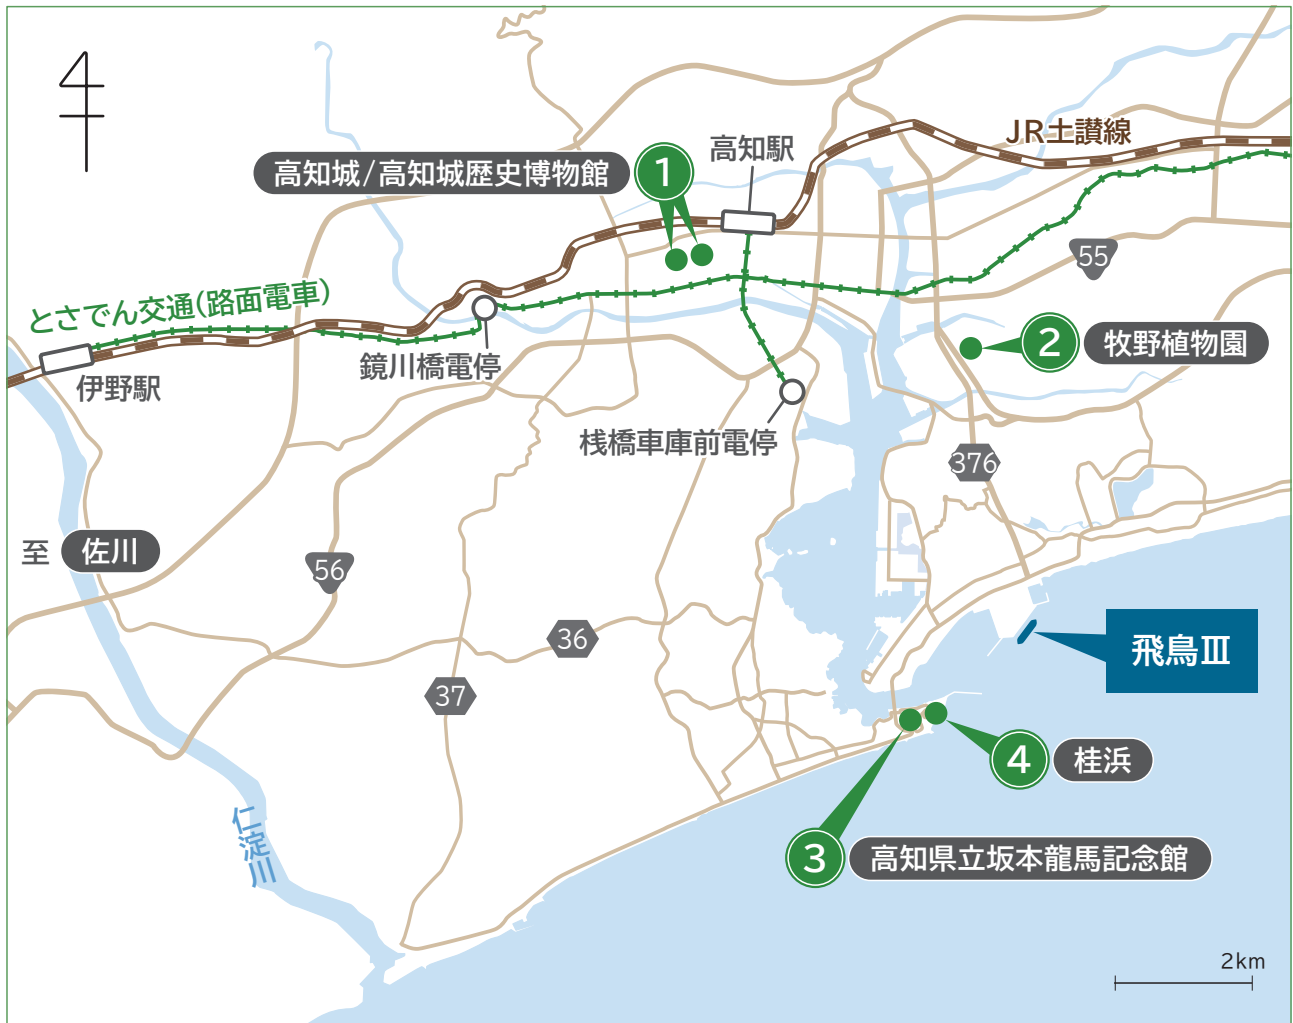 JR土讃線
高知駅
高知城/高知城歴史博物館
1
55
とさでん交通(路面電車)
2
牧野植物園
鏡川橋電停
伊野駅
桟橋車庫前電停
376
至 佐川
56
36
飛鳥Ⅲ
37
4
桂浜
仁淀川
3
高知県立坂本龍馬記念館
2km